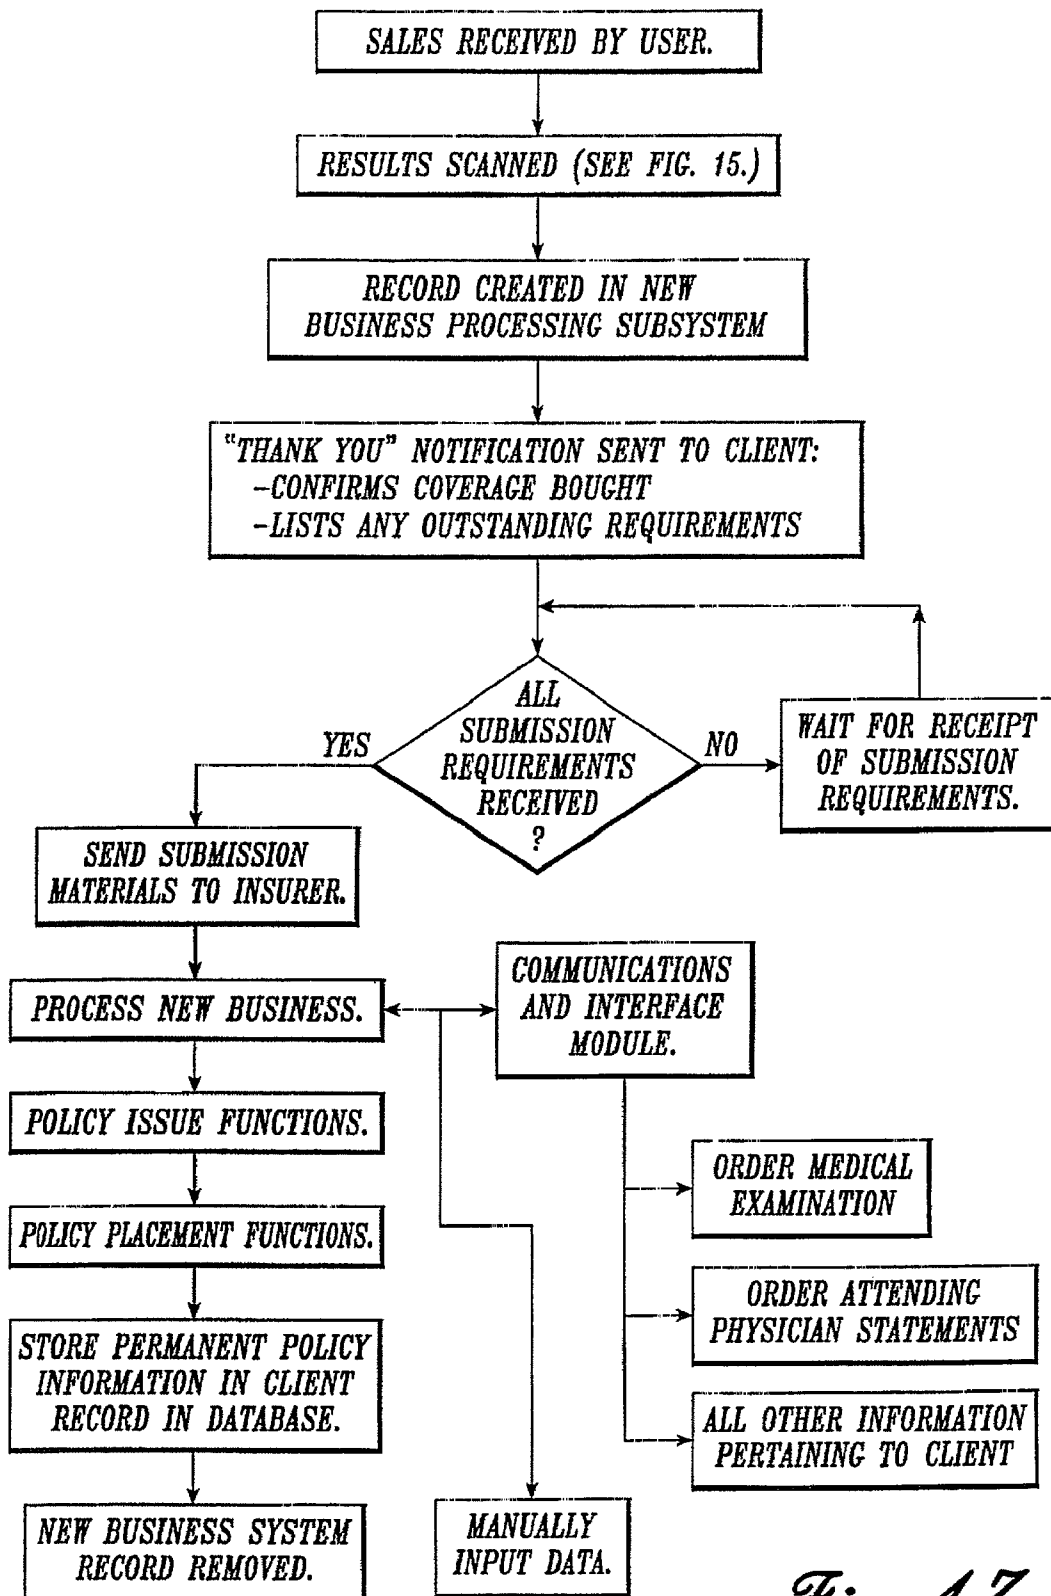 SALES RECEIVED BY USER.
RESULTS SCANNED (SEE FIG. 15.)
RECORD CREATED IN NEW
BUSINESS PROCESSING SUBSYSTEM
"THANK YOU" NOTIFICATION SENT TO CLIENT:
-CONFIRMS COVERAGE BOUGHT
-LISTS ANY OUTSTANDING REQUIREMENTS
ALL
SUBMISSION
REQUIREMENTS
RECEIVED
?
YES
NO
WAIT FOR RECEIPT
OF SUBMISSION
REQUIREMENTS.
SEND SUBMISSION
MATERIALS TO INSURER.
PROCESS NEW BUSINESS.
COMMUNICATIONS
AND INTERFACE
MODULE.
POLICY ISSUE FUNCTIONS.
ORDER MEDICAL
EXAMINATION
POLICY PLACEMENT FUNCTIONS.
ORDER ATTENDING
PHYSICIAN STATEMENTS
STORE PERMANENT POLICY
INFORMATION IN CLIENT
RECORD IN DATABASE.
ALL OTHER INFORMATION
PERTAINING TO CLIENT
NEW BUSINESS SYSTEM
RECORD REMOVED.
MANUALLY
INPUT DATA.